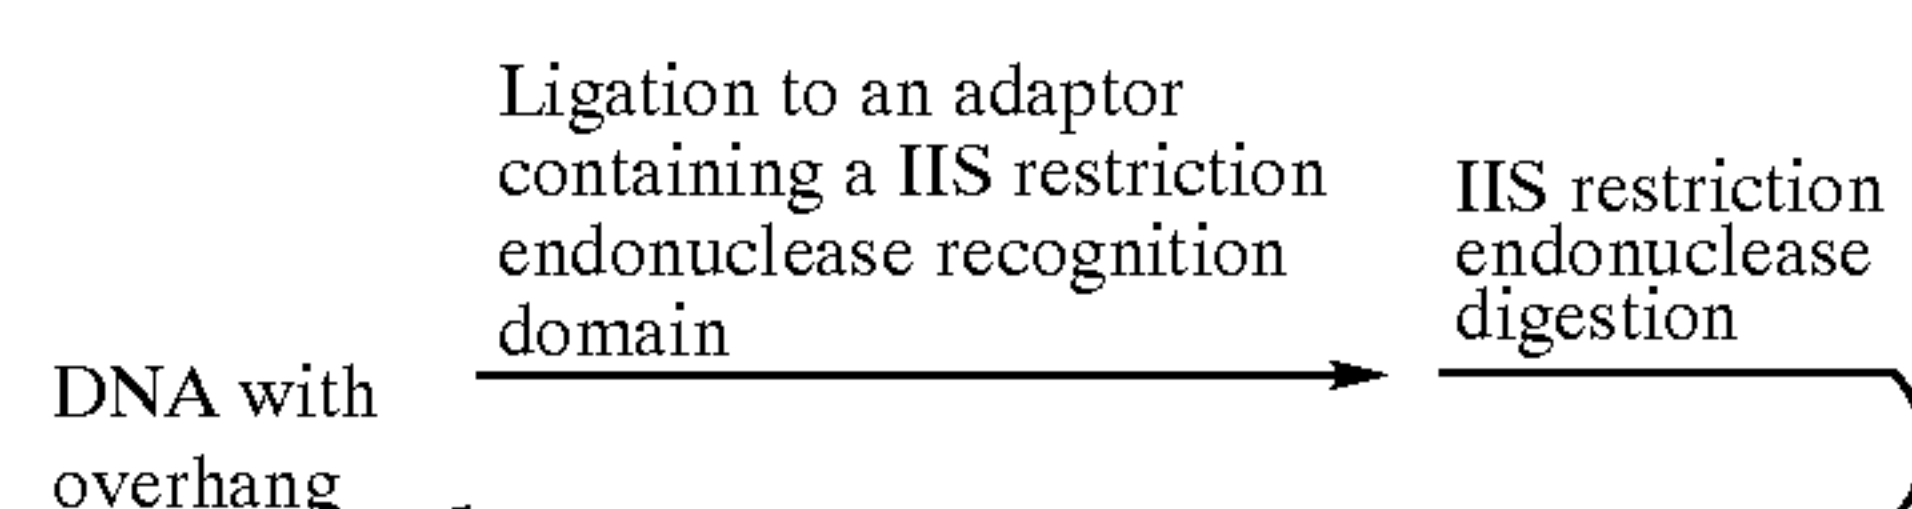 Ligation to an adaptor
containing a IIS restriction
endonuclease recognition
domain
IIS restriction
endonuclease
digestion
DNA with
overhang